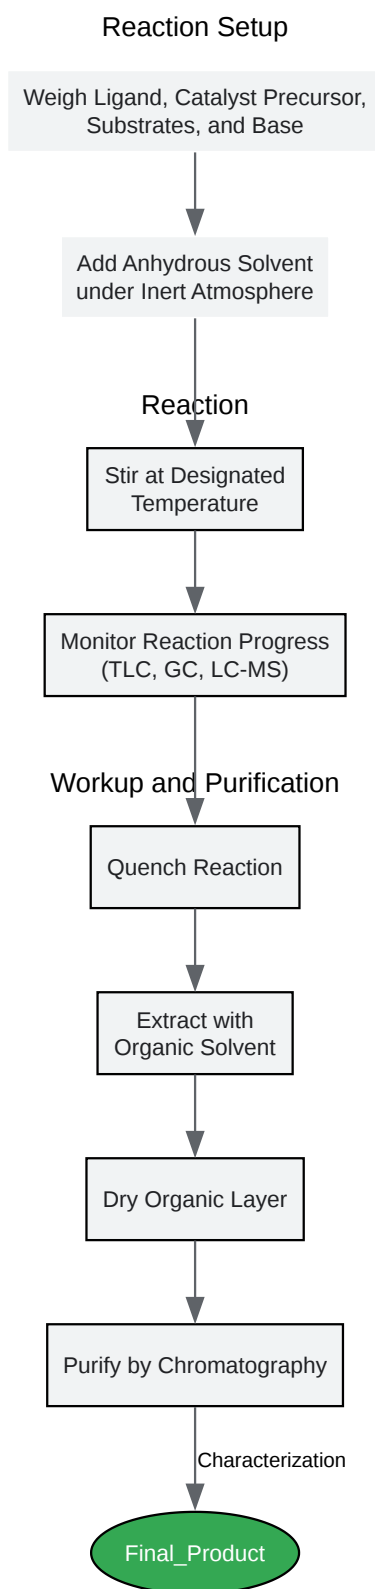 Reaction Setup
Weigh Ligand, Catalyst Precursor,
Substrates, and Base
Add Anhydrous Solvent
under Inert Atmosphere
Reaction
Stir at Designated
Temperature
Monitor Reaction Progress
(TLC, GC, LC-MS)
Workup and Purification
Quench Reaction
Extract with
Organic Solvent
Dry Organic Layer
Purify by Chromatography
Characterization
Final_Product